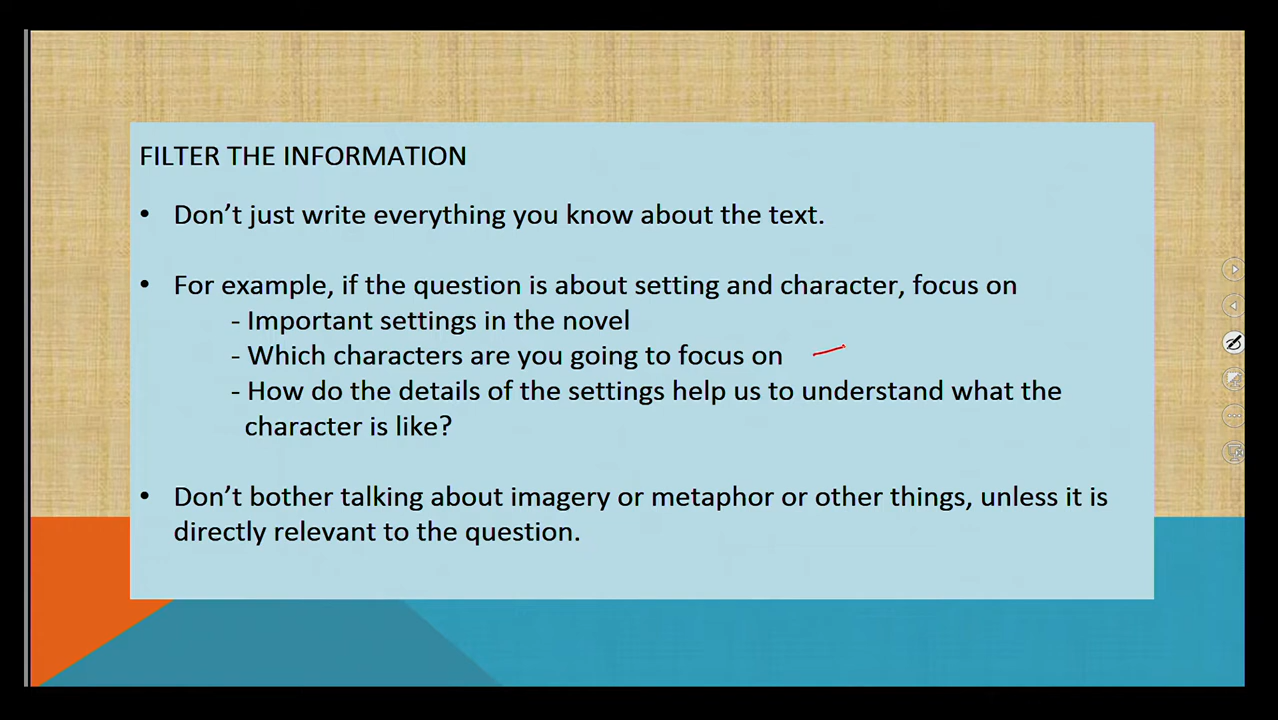 FILTER THE INFORMATION
• Don’t just write everything you know about the text.
• For example, if the question is about setting and character, focus on
- Important settings in the novel
- Which characters are you going to focus on
- How do the details of the settings help us to understand what the
character is like?
• Don’t bother talking about imagery or metaphor or other things, unless it is
directly relevant to the question.